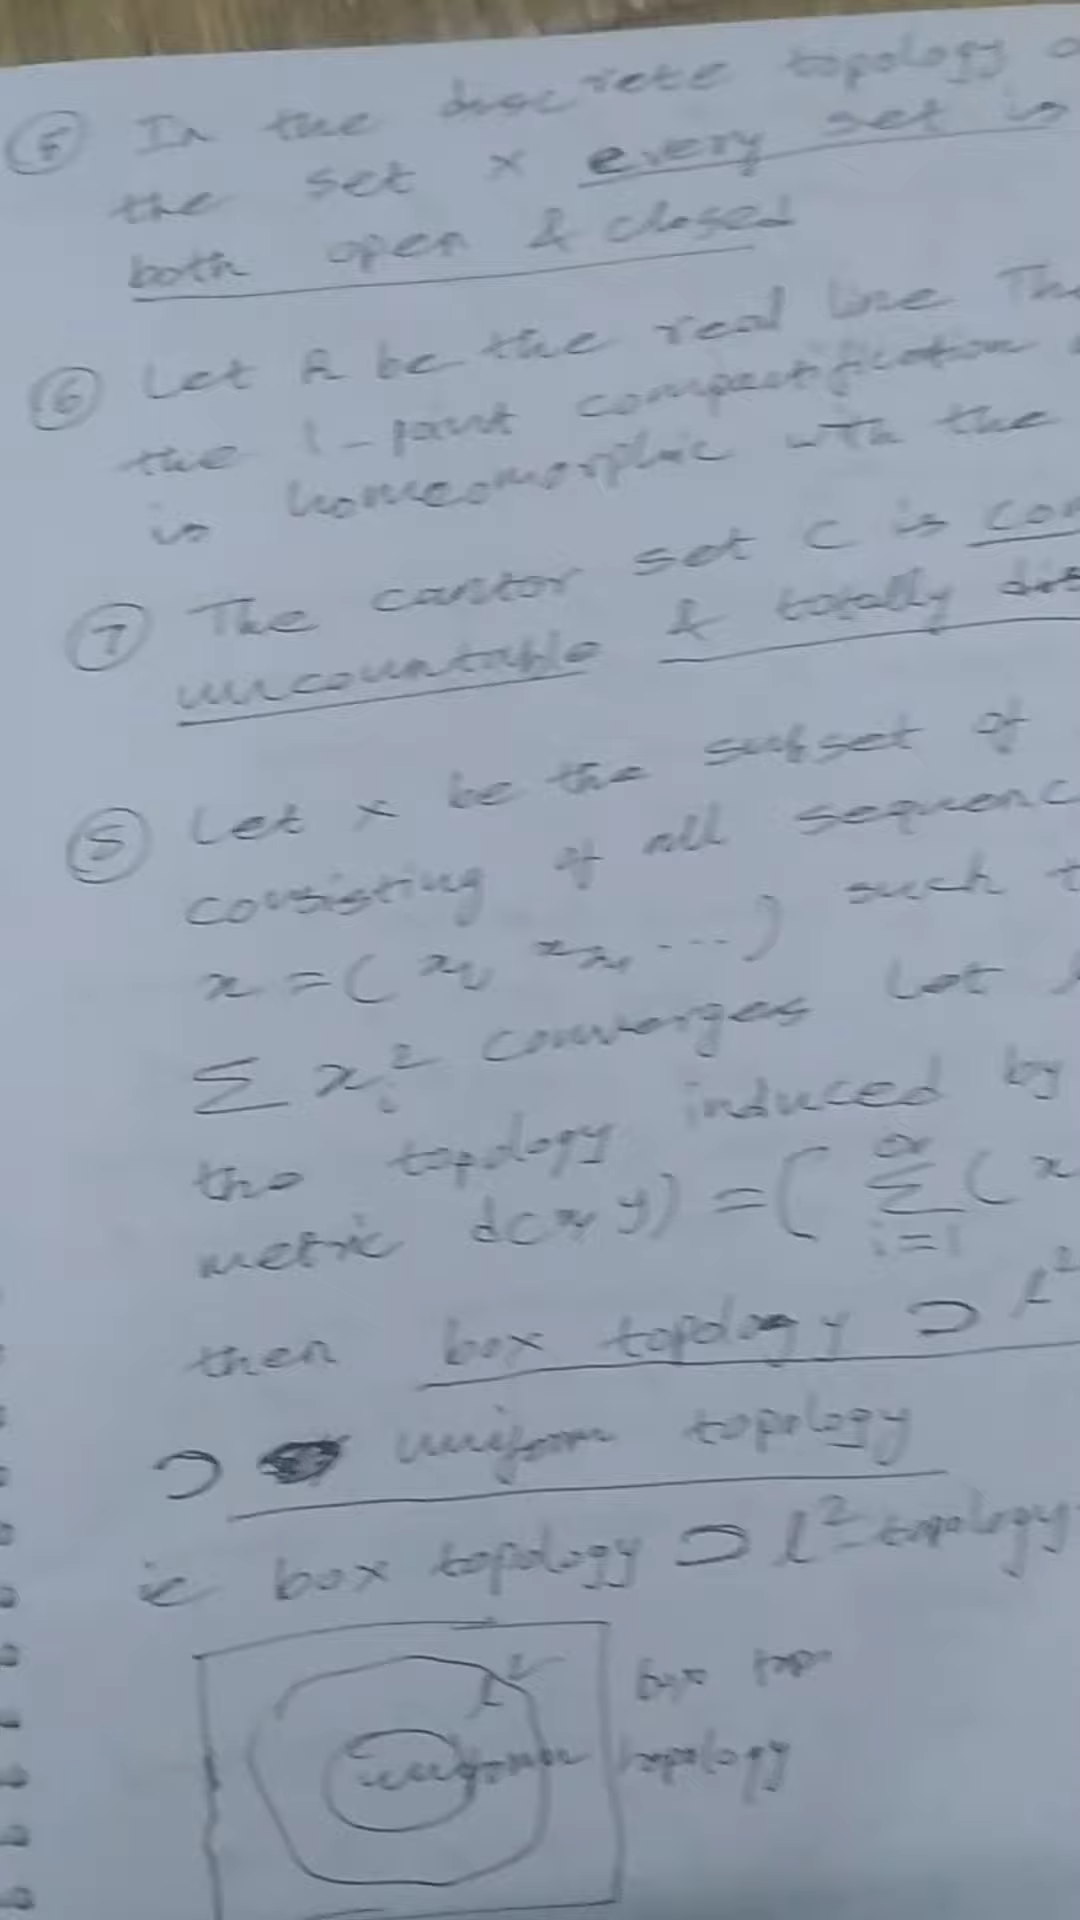 ⑤ In the discrete topology o
the set X every set is
both open & closed
⑥ Let R be the real line Th
the 1-point compactification
is homeomorphic with the
⑦ The cantor set C is com
uncountable & totally dis
⑧ Let X be the subset of
consisting of all sequenc
x = ( x₁, x₂, ...) such t
Σ xᵢ² converges Let
the topology induced by
metric d(x, y) = ( ∞ Σ i=1 ( x
then box topology ⊃ l²
⊃ uniform topology
ie box topology ⊃ l²-topology
l² box topo
uniform topology